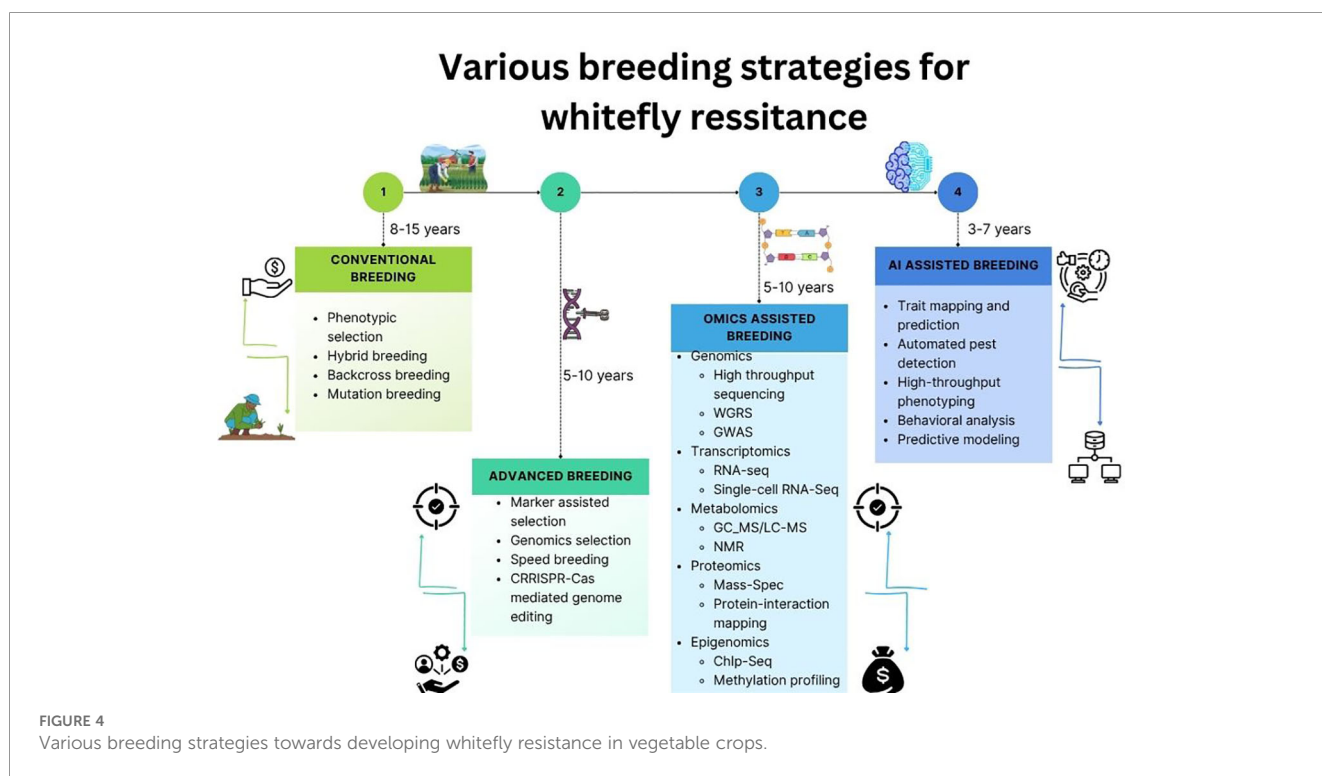 Various breeding strategies for
whitefly ressitance
1
2
3
4
8-15 years
CONVENTIONAL
BREEDING
• Phenotypic
selection
• Hybrid breeding
• Backcross breeding
• Mutation breeding
5-10 years
ADVANCED BREEDING
• Marker assisted
selection
• Genomics selection
• Speed breeding
• CRRISPR-Cas
mediated genome
editing
5-10 years
OMICS ASSISTED
BREEDING
• Genomics
◦ High throughput
sequencing
◦ WGRS
◦ GWAS
• Transcriptomics
◦ RNA-seq
◦ Single-cell RNA-Seq
• Metabolomics
◦ GC_MS/LC-MS
◦ NMR
• Proteomics
◦ Mass-Spec
◦ Protein-interaction
mapping
• Epigenomics
◦ ChIp-Seq
◦ Methylation profiling
3-7 years
AI ASSISTED BREEDING
• Trait mapping and
prediction
• Automated pest
detection
• High-throughput
phenotyping
• Behavioral analysis
• Predictive modeling
FIGURE 4
Various breeding strategies towards developing whitefly resistance in vegetable crops.